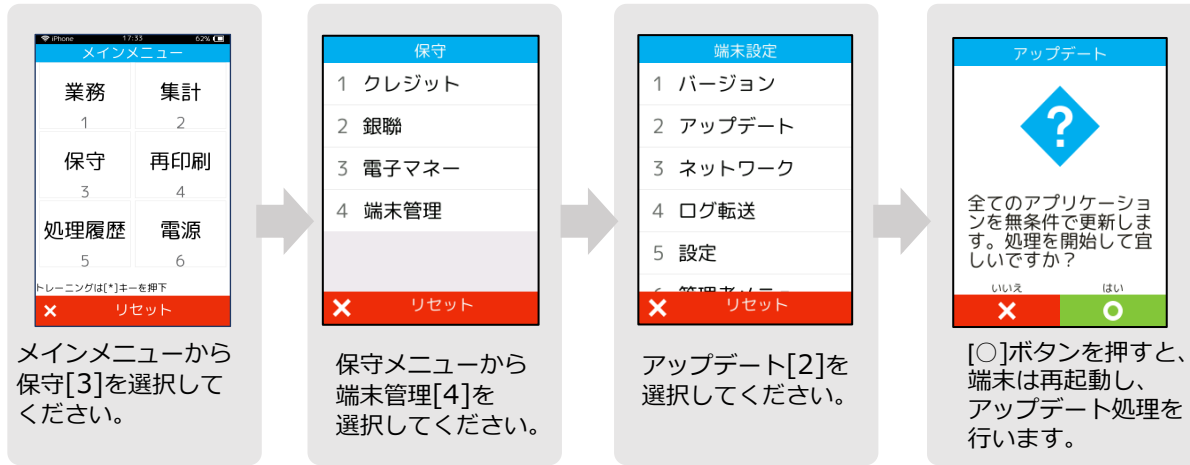 iPhone 17:33 62%
メインメニュー
業務 集計
1 2
保守 再印刷
3 4
処理履歴 電源
5 6
トレーニングは[*]キーを押下
× リセット
メインメニューから
保守[3]を選択して
ください。
保守
1 クレジット
2 銀聯
3 電子マネー
4 端末管理
× リセット
保守メニューから
端末管理[4]を
選択してください。
端末設定
1 バージョン
2 アップデート
3 ネットワーク
4 ログ転送
5 設定
6 管理者メニュー
× リセット
アップデート[2]を
選択してください。
アップデート
?
全てのアプリケーショ
ンを無条件で更新しま
す。処理を開始して宜
しいですか？
いいえ はい
× ○
[○]ボタンを押すと、
端末は再起動し、
アップデート処理を
行います。